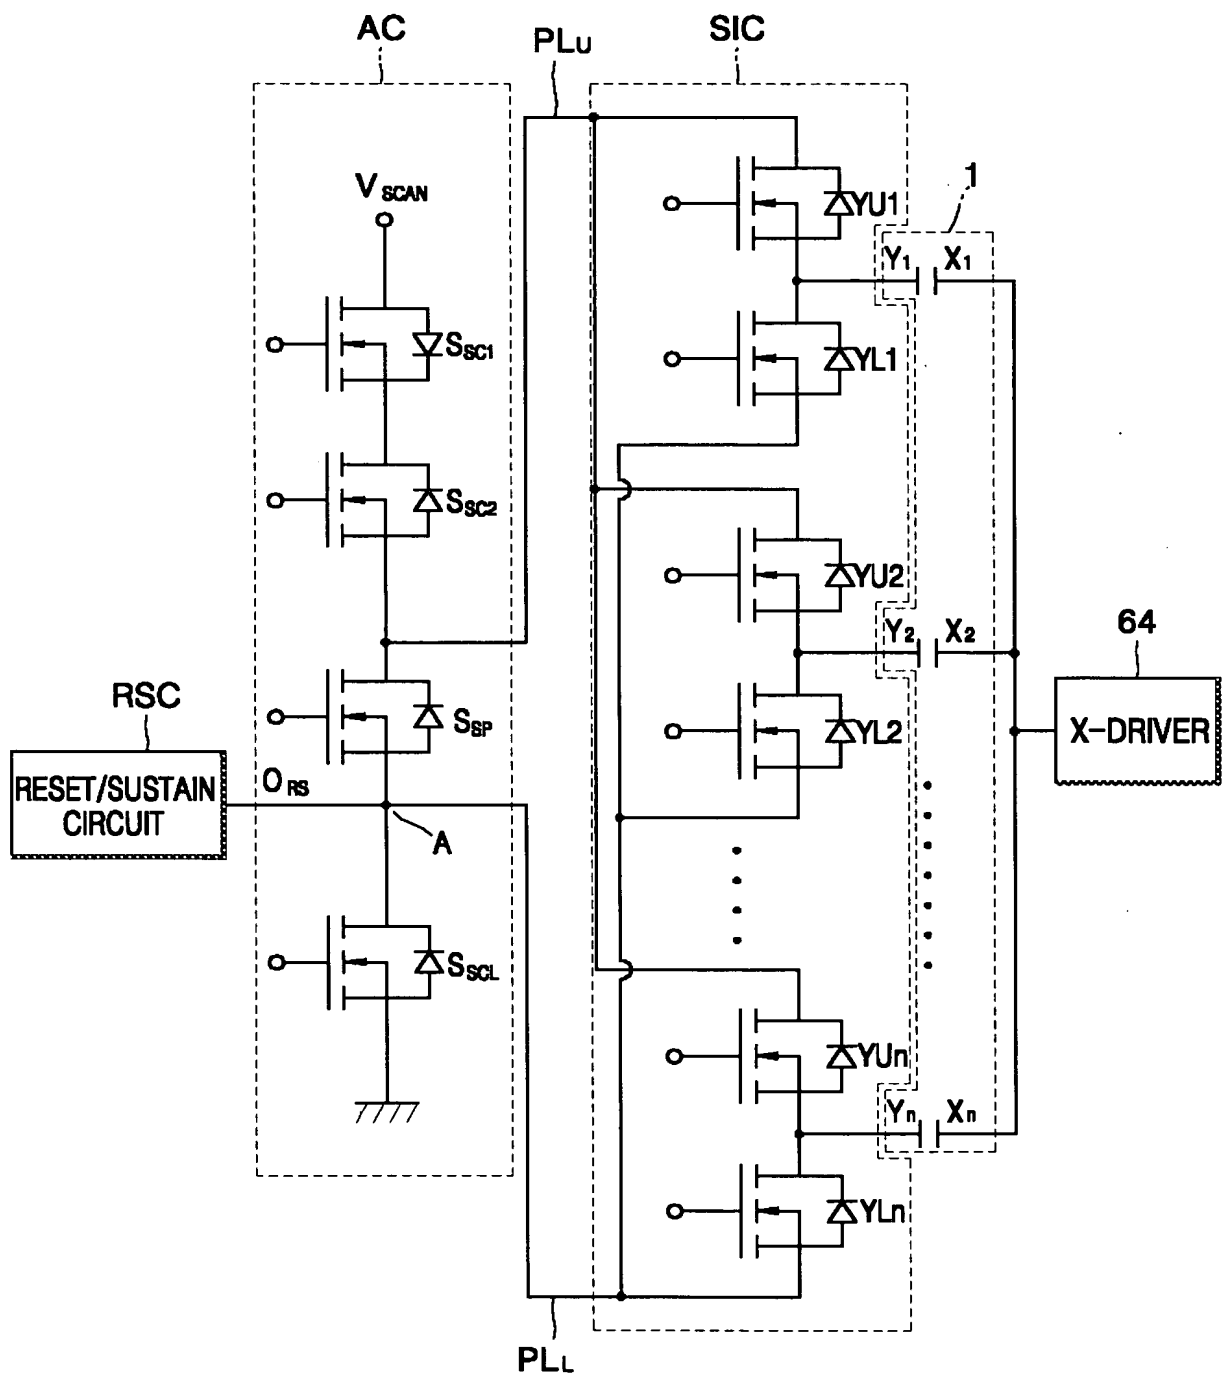 AC
PLU
SIC
VSCAN
1
YU1
Y1 X1
SSC1
YL1
SSC2
YU2
Y2 X2
64
RSC
SSP
YL2
X-DRIVER
RESET/SUSTAIN
CIRCUIT
ORS
A
SSCL
YUn
Yn Xn
YLn
PLL